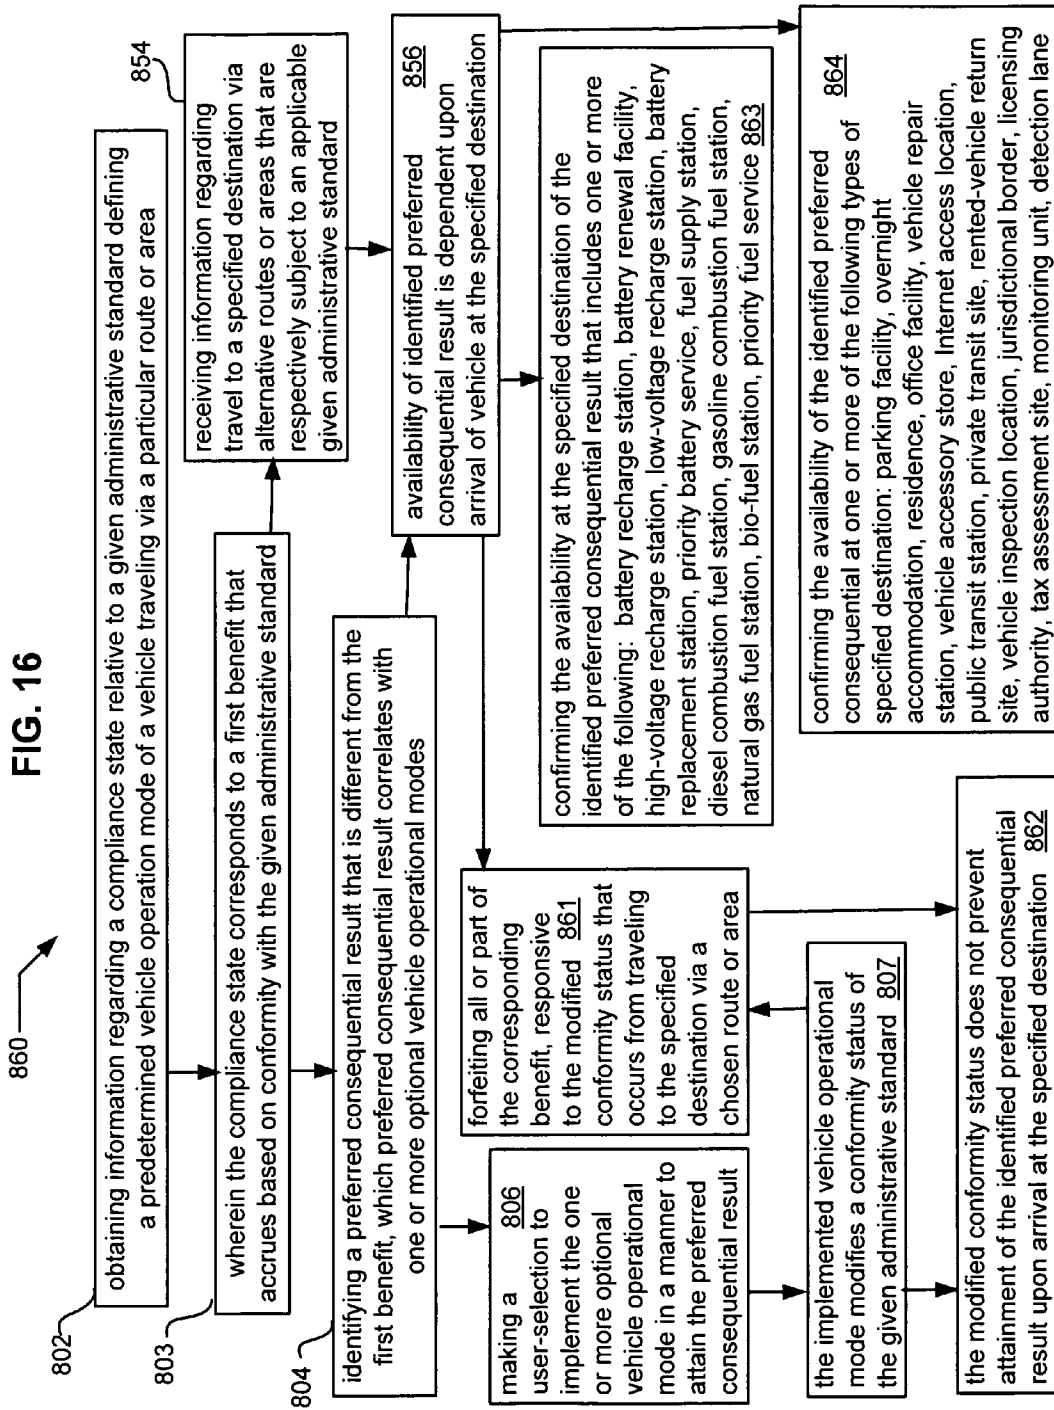 FIG. 16
860
802
obtaining information regarding a compliance state relative to a given administrative standard defining
a predetermined vehicle operation mode of a vehicle traveling via a particular route or area
803
wherein the compliance state corresponds to a first benefit that
accrues based on conformity with the given administrative standard
854
receiving information regarding
travel to a specified destination via
alternative routes or areas that are
respectively subject to an applicable
given administrative standard
804
identifying a preferred consequential result that is different from the
first benefit, which preferred consequential result correlates with
one or more optional vehicle operational modes
availability of identified preferred 856
consequential result is dependent upon
arrival of vehicle at the specified destination
making a 806
user-selection to
implement the one
or more optional
vehicle operational
mode in a manner to
attain the preferred
consequential result
forfeiting all or part of
the corresponding
benefit, responsive
to the modified 861
conformity status that
occurs from traveling
to the specified
destination via a
chosen route or area
confirming the availability at the specified destination of the
identified preferred consequential result that includes one or more
of the following: battery recharge station, battery renewal facility,
high-voltage recharge station, low-voltage recharge station, battery
replacement station, priority battery service, fuel supply station,
diesel combustion fuel station, gasoline combustion fuel station,
natural gas fuel station, bio-fuel station, priority fuel service 863
the implemented vehicle operational
mode modifies a conformity status of
the given administrative standard 807
the modified conformity status does not prevent
attainment of the identified preferred consequential
result upon arrival at the specified destination 862
confirming the availability of the identified preferred 864
consequential at one or more of the following types of
specified destination: parking facility, overnight
accommodation, residence, office facility, vehicle repair
station, vehicle accessory store, Internet access location,
public transit station, private transit site, rented-vehicle return
site, vehicle inspection location, jurisdictional border, licensing
authority, tax assessment site, monitoring unit, detection lane